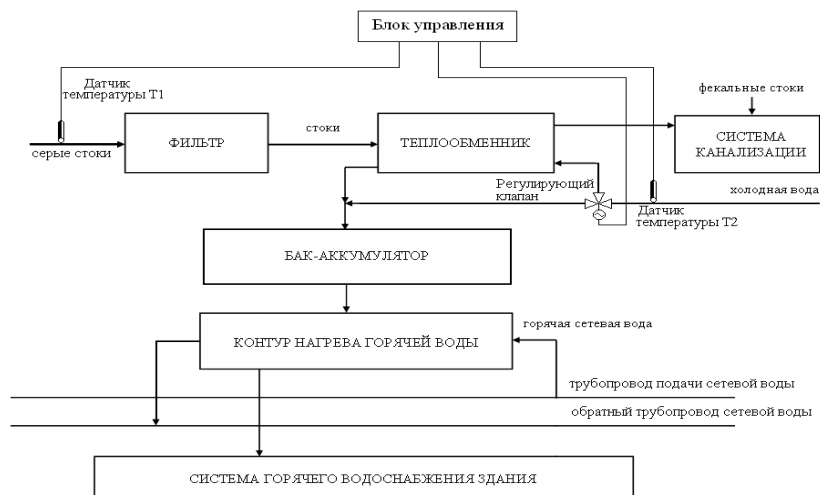 Блок управления
Датчик
температуры Т1
фекальные стоки
стоки
серые стоки
ФИЛЬТР
ТЕПЛООБМЕННИК
СИСТЕМА
КАНАЛИЗАЦИИ
Регулирующий
клапан
холодная вода
Датчик
температуры Т2
БАК-АККУМУЛЯТОР
горячая сетевая вода
КОНТУР НАГРЕВА ГОРЯЧЕЙ ВОДЫ
трубопровод подачи сетевой воды
обратный трубопровод сетевой воды
СИСТЕМА ГОРЯЧЕГО ВОДОСНАБЖЕНИЯ ЗДАНИЯ